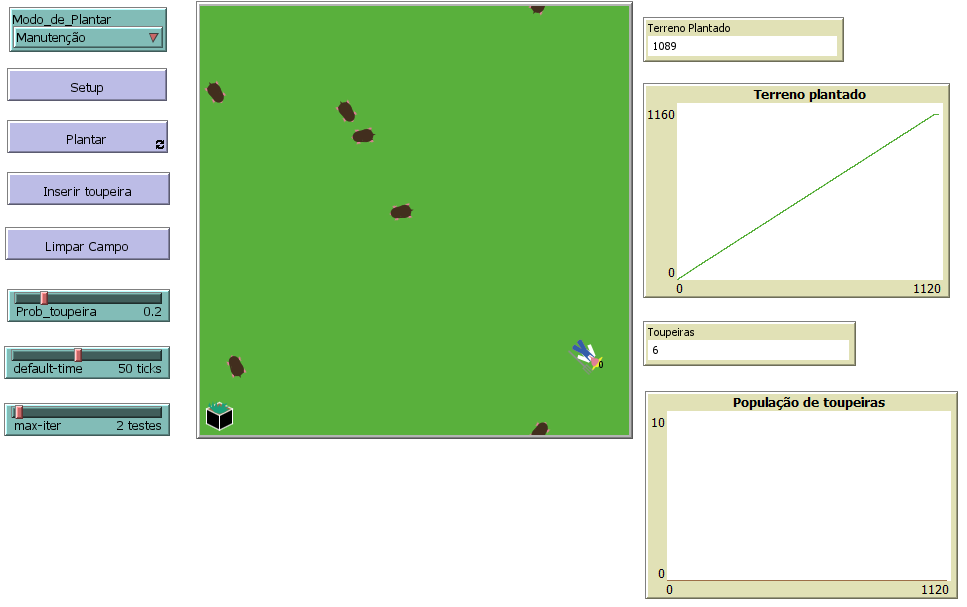 Modo_de_Plantar
Manutenção
Setup
Plantar
Inserir toupeira
Limpar Campo
Prob_toupeira 0.2
default-time 50 ticks
max-iter 2 testes
0
Terreno Plantado
1089
Terreno plantado
1160
0
0 1120
Toupeiras
6
População de toupeiras
10
0
0 1120